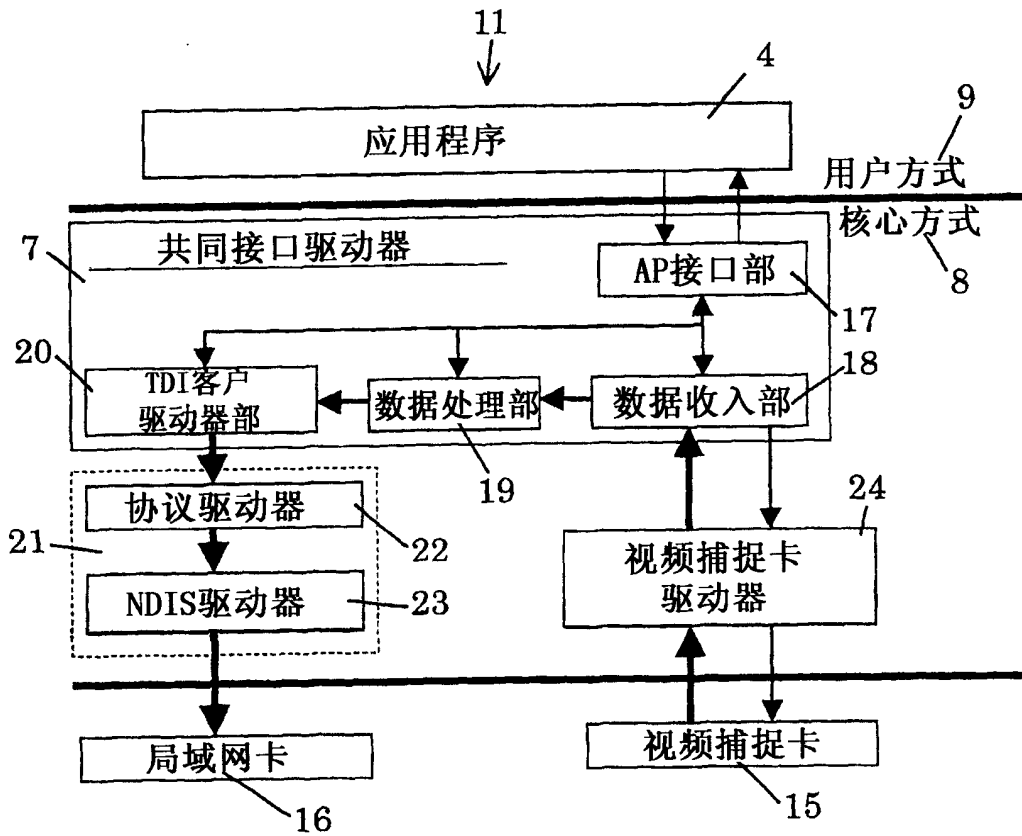 11
4
9
应用程序
用户方式
核心方式
7
共同接口驱动器
8
AP接口部
17
20
18
TDI客户
驱动器部
数据处理部
数据收入部
19
24
协议驱动器
21
22
视频捕捉卡
驱动器
NDIS驱动器
23
局域网卡
视频捕捉卡
16
15